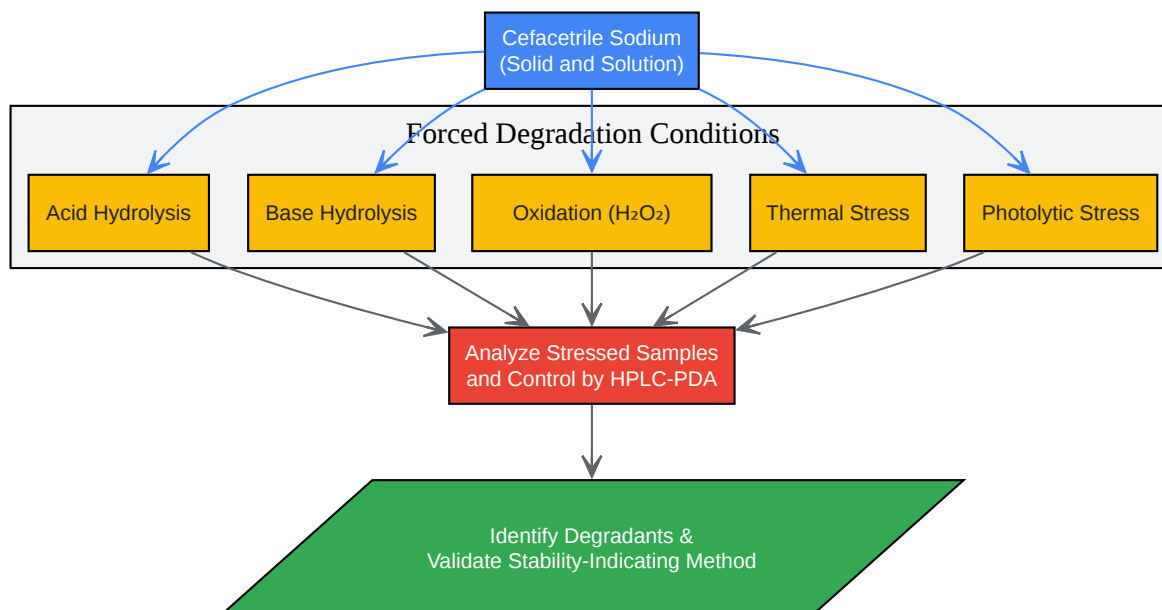 Cefacetrile Sodium
(Solid and Solution)
Forced Degradation Conditions
Acid Hydrolysis
Base Hydrolysis
Oxidation (H₂O₂)
Thermal Stress
Photolytic Stress
Analyze Stressed Samples
and Control by HPLC-PDA
Identify Degradants &
Validate Stability-Indicating Method